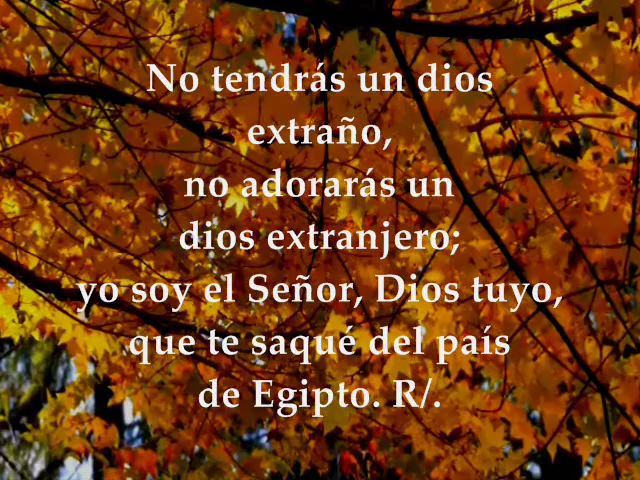 No tendrás un dios
extraño,
no adorarás un
dios extranjero;
yo soy el Señor, Dios tuyo,
que te saqué del país
de Egipto. R/.